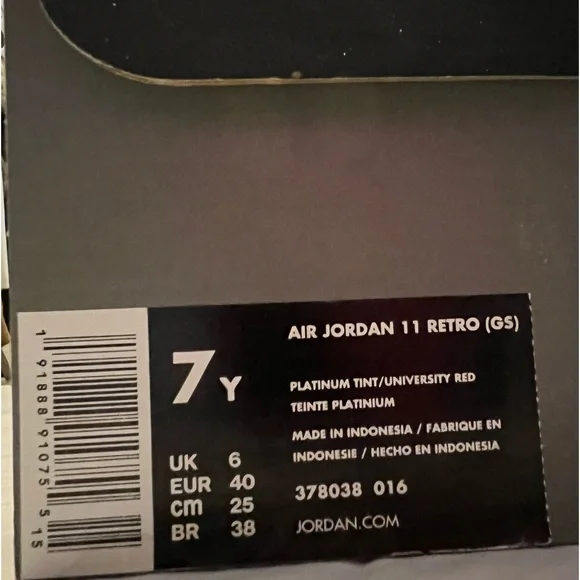 AIR JORDAN 11 RETRO (GS)
7 Y
PLATINUM TINT/UNIVERSITY RED
TEINTE PLATINIUM
MADE IN INDONESIA / FABRIQUE EN
INDONESIE / HECHO EN INDONESIA
UK 6
EUR 40
cm 25
BR 38
378038 016
JORDAN.COM
1 91888 91075 5 15